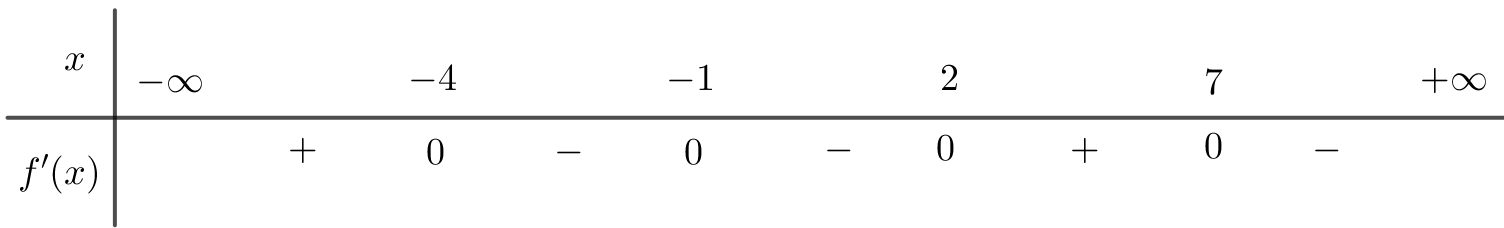 x −∞ −4 −1 2 7 +∞
f′(x) + 0 − 0 − 0 + 0 −